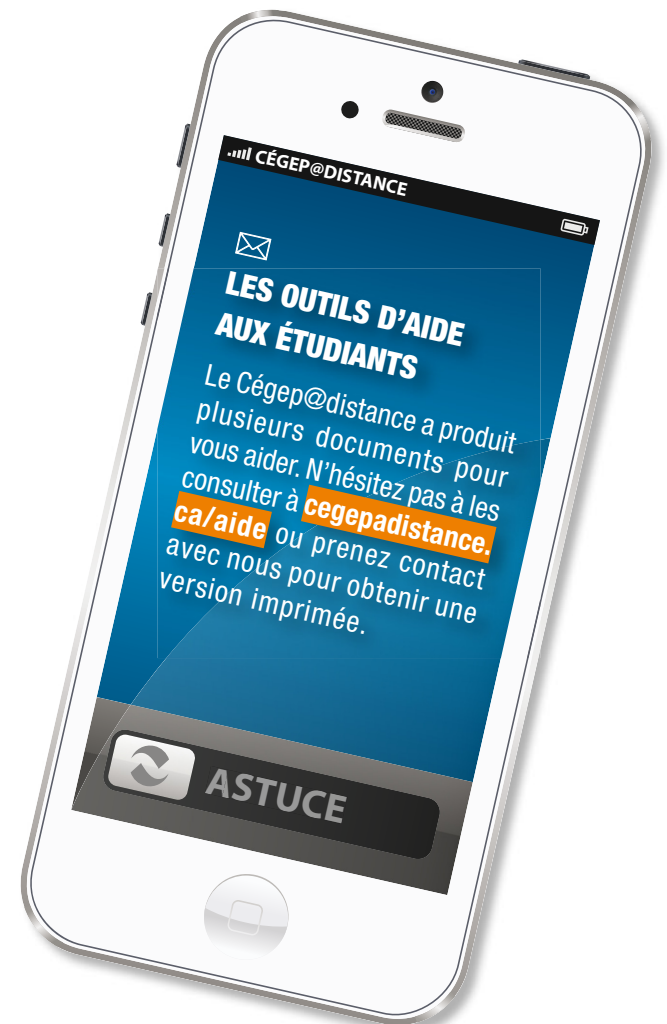 CÉGEP@DISTANCE
LES OUTILS D'AIDE
AUX ÉTUDIANTS
Le Cégep@distance a produit
plusieurs documents pour
vous aider. N'hésitez pas à les
consulter à cegepadistance.
ca/aide ou prenez contact
avec nous pour obtenir une
version imprimée.
ASTUCE